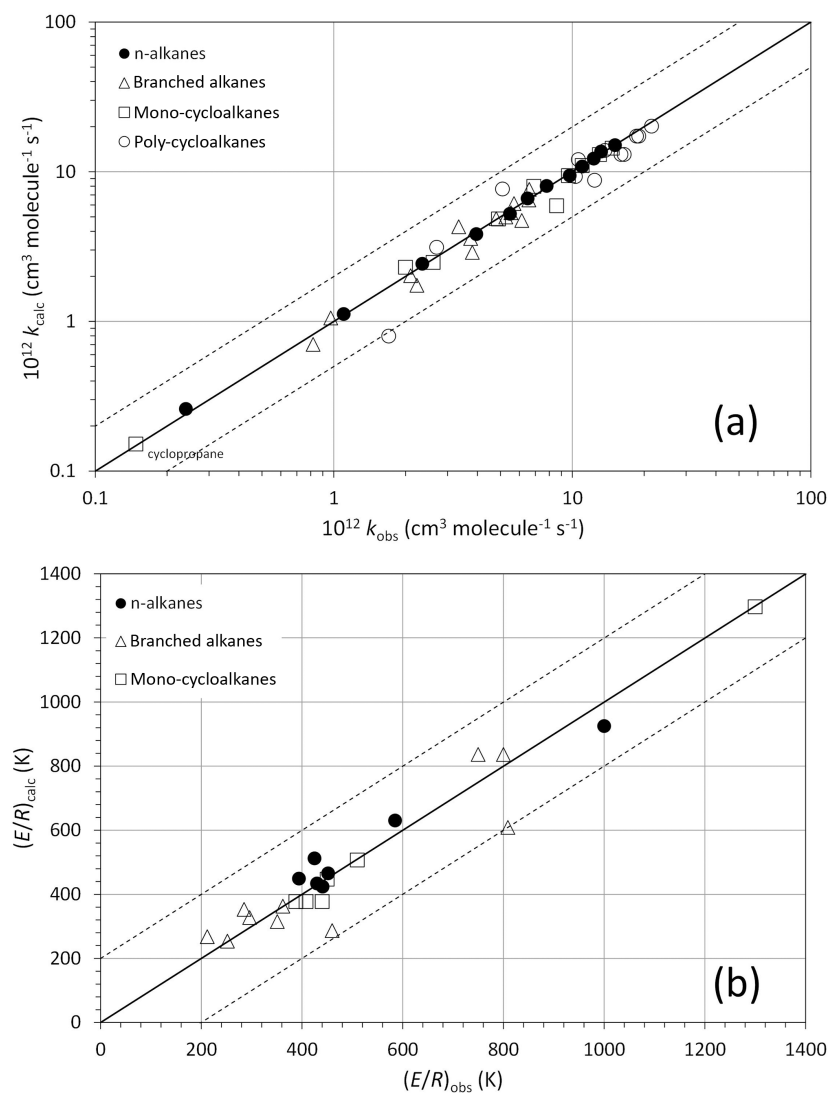 100
n-alkanes
Branched alkanes
Mono-cycloalkanes
Poly-cycloalkanes
10
10¹² k_calc (cm³ molecule⁻¹ s⁻¹)
1
(a)
cyclopropane
0.1
0.1 1 10 100
10¹² k_obs (cm³ molecule⁻¹ s⁻¹)
1400
n-alkanes
1200
Branched alkanes
Mono-cycloalkanes
1000
800
(E/R)_calc (K)
600
400
200
(b)
0
0 200 400 600 800 1000 1200 1400
(E/R)_obs (K)